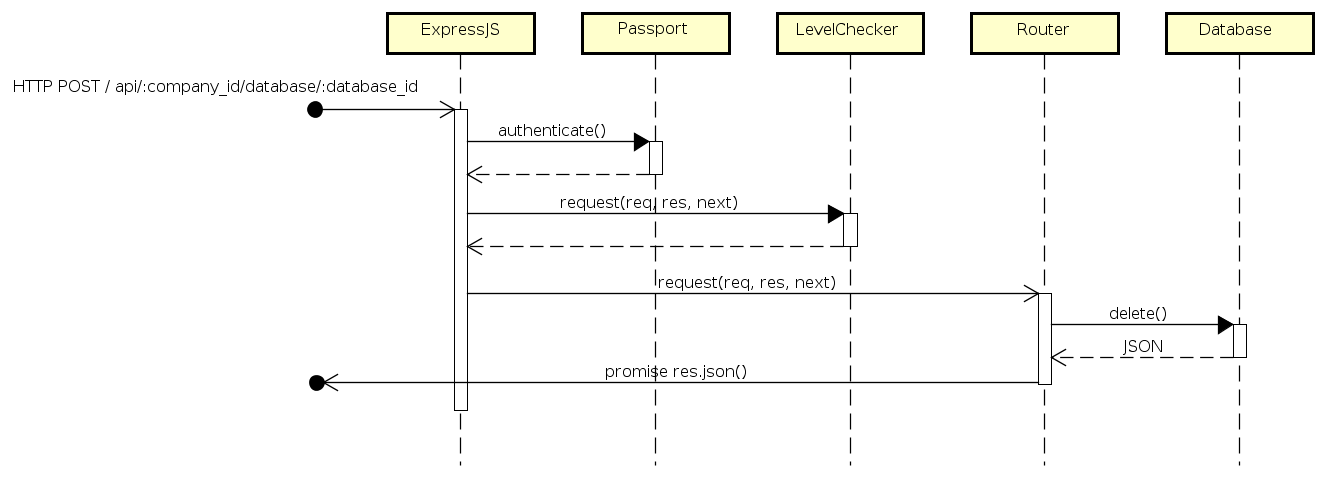 ExpressJS
Passport
LevelChecker
Router
Database
HTTP POST / api/:company_id/database/:database_id
authenticate()
request(req, res, next)
request(req, res, next)
delete()
JSON
promise res.json()